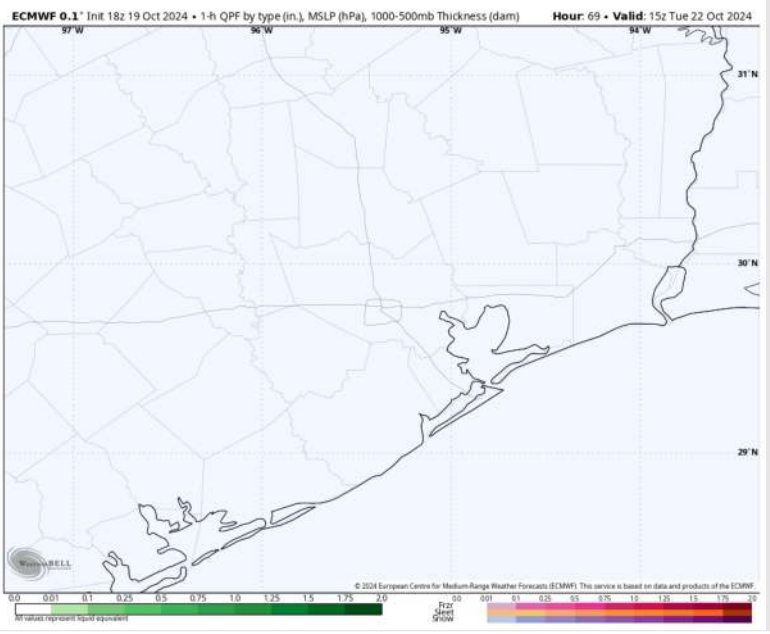 ECMWF 0.1° Init 18z 19 Oct 2024 • 1-h QPF by type (in.), MSLP (hPa), 1000-500mb Thickness (dam) Hour: 69 • Valid: 15z Tue 22 Oct 2024
97°W 96°W 95°W 94°W
31°N
30°N
29°N
WeatherBELL
© 2024 European Centre for Medium-Range Weather Forecasts (ECMWF). This service is based on data and products of the ECMWF.
0.0 0.01 0.1 0.25 0.5 0.75 1.0 1.25 1.5 1.75 2.0
All values represent liquid equivalent
0.0 0.01 0.1 0.25 0.5 0.75 1.0 1.25 1.5 1.75 2.0
Frzr
Sleet
Snow